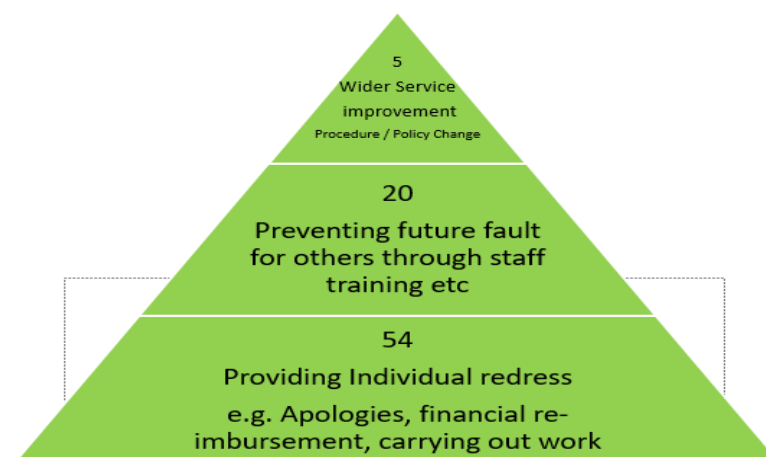 5
Wider Service
improvement
Procedure / Policy Change
20
Preventing future fault
for others through staff
training etc
54
Providing Individual redress
e.g. Apologies, financial re-
imbursement, carrying out work